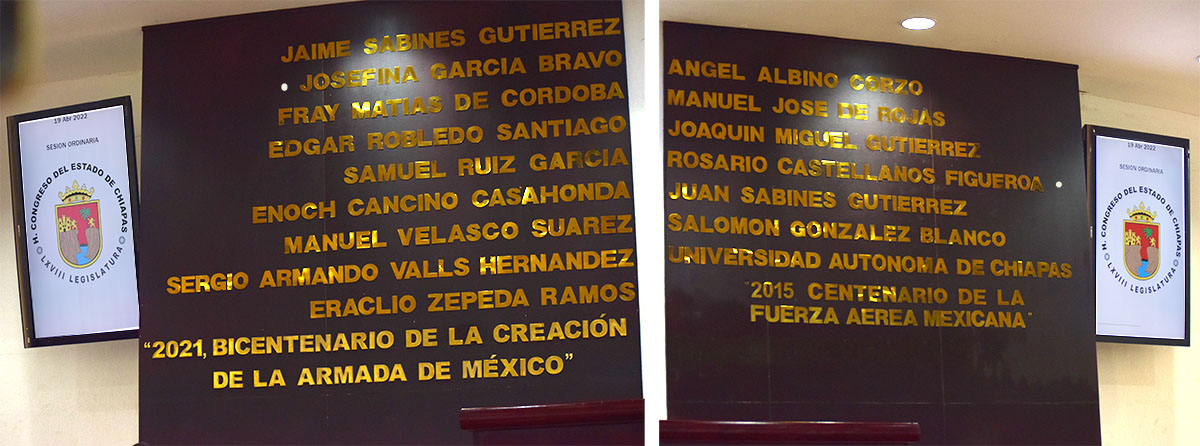 19 Abr 2022
SESION ORDINARIA
H. CONGRESO DEL ESTADO DE CHIAPAS
LXVIII LEGISLATURA
JAIME SABINES GUTIERREZ
JOSEFINA GARCIA BRAVO
FRAY MATIAS DE CORDOBA
EDGAR ROBLEDO SANTIAGO
SAMUEL RUIZ GARCIA
ENOCH CANCINO CASAHONDA
MANUEL VELASCO SUAREZ
SERGIO ARMANDO VALLS HERNANDEZ
ERACLIO ZEPEDA RAMOS
“2021, BICENTENARIO DE LA CREACIÓN
DE LA ARMADA DE MÉXICO”
ANGEL ALBINO CORZO
MANUEL JOSE DE ROJAS
JOAQUIN MIGUEL GUTIERREZ
ROSARIO CASTELLANOS FIGUEROA
JUAN SABINES GUTIERREZ
SALOMON GONZALEZ BLANCO
UNIVERSIDAD AUTONOMA DE CHIAPAS
"2015 CENTENARIO DE LA
FUERZA AEREA MEXICANA"
19 Abr 2022
SESION ORDINARIA
H. CONGRESO DEL ESTADO DE CHIAPAS
LXVIII LEGISLATURA